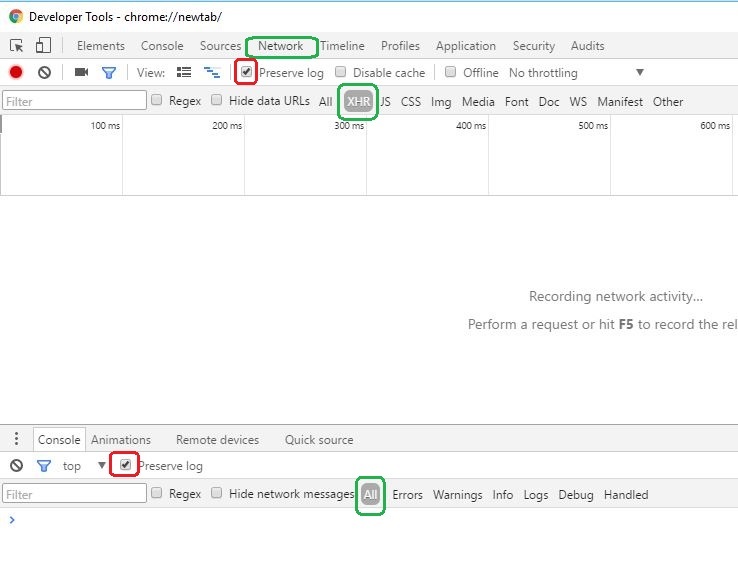 Developer Tools - chrome://newtab/
Elements Console Sources Network Timeline Profiles Application Security Audits
View: Preserve log Disable cache Offline No throttling
Filter Regex Hide data URLs All XHR JS CSS Img Media Font Doc WS Manifest Other
100 ms 200 ms 300 ms 400 ms 500 ms 600 ms
Recording network activity...
Perform a request or hit F5 to record the rel
Console Animations Remote devices Quick source
top Preserve log
Filter Regex Hide network messages All Errors Warnings Info Logs Debug Handled